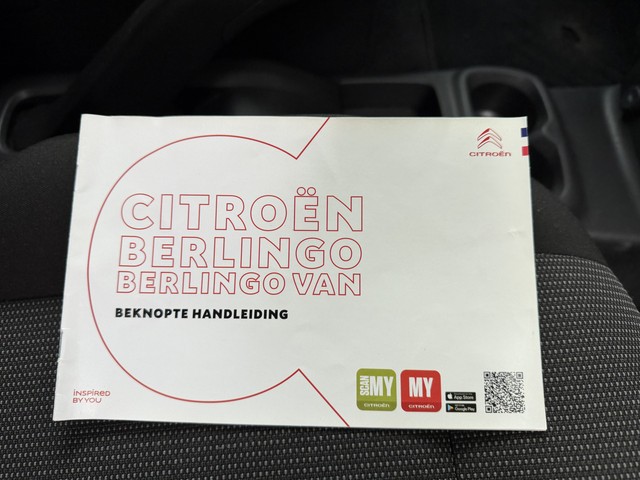 CITROËN
CITROËN
BERLINGO
BERLINGO VAN
BEKNOPTE HANDLEIDING
INSPIRED
BY YOU
SCAN MY
CITROËN
MY
CITROËN
App Store
Google Play